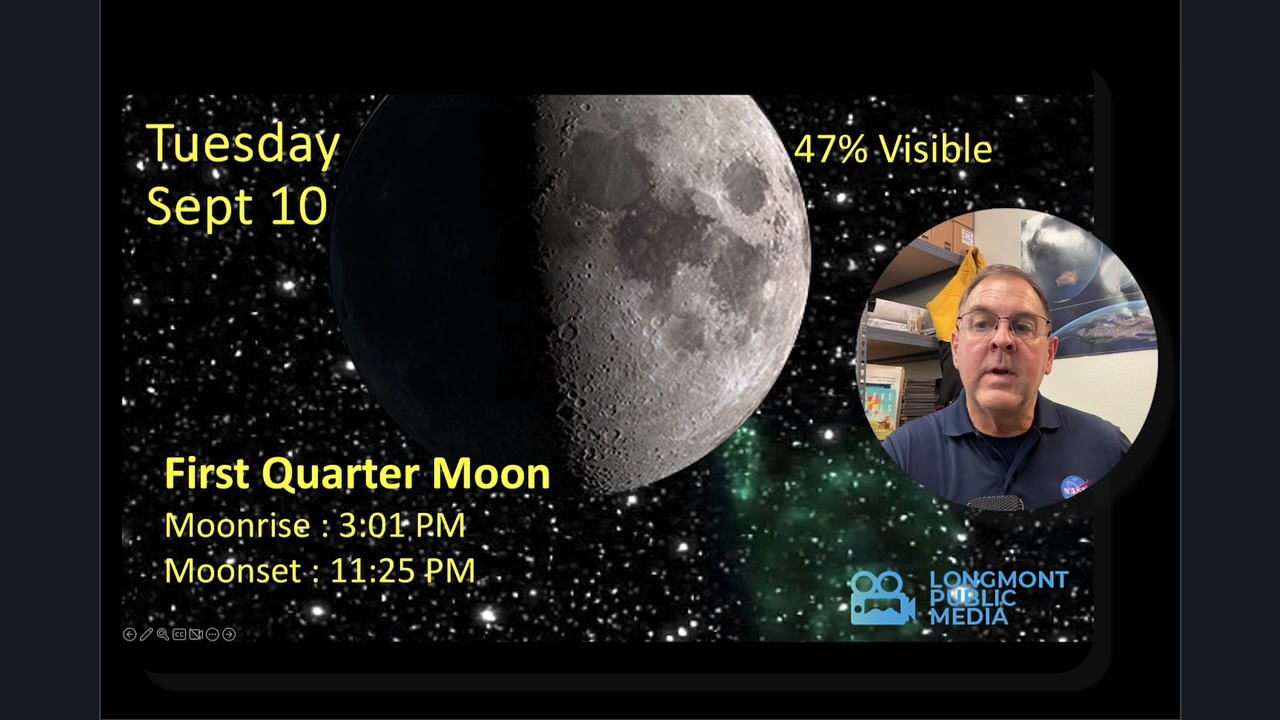 Tuesday
Sept 10
47% Visible
First Quarter Moon
Moonrise : 3:01 PM
Moonset : 11:25 PM
NASA
LONGMONT
PUBLIC
MEDIA